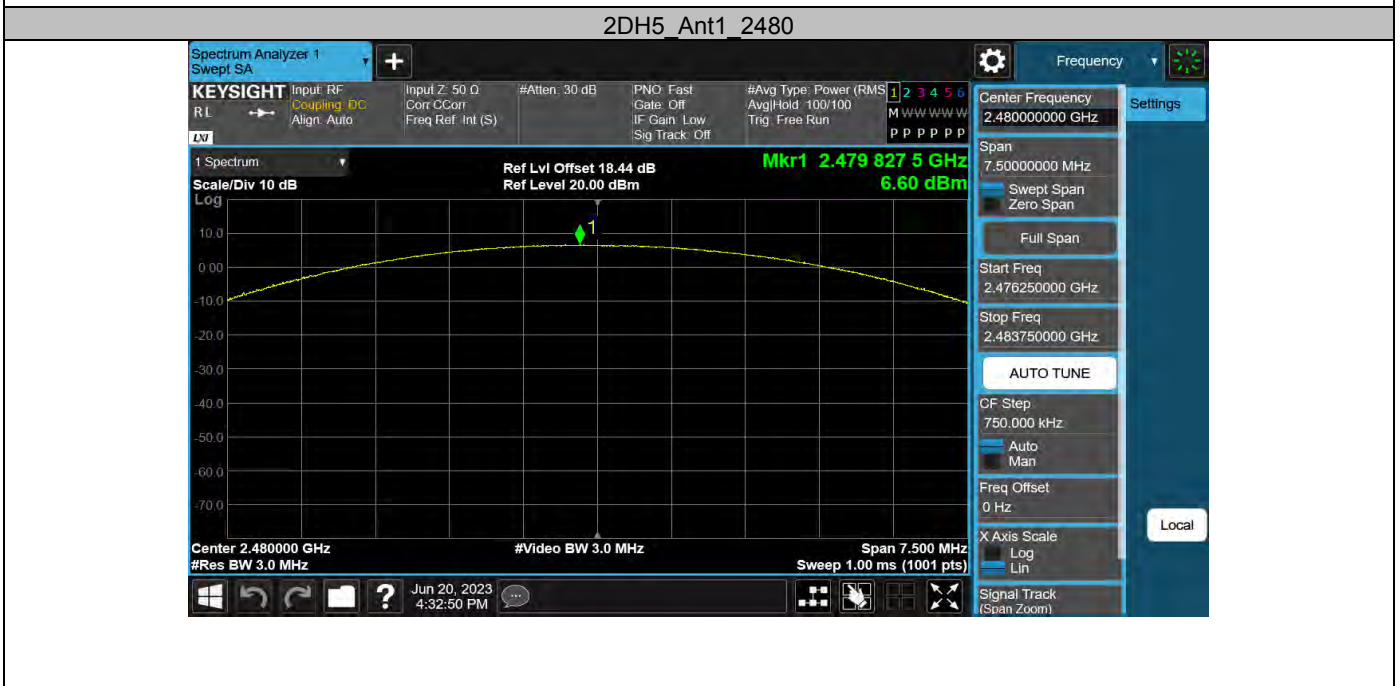 2DH5_Ant1_2480
Spectrum Analyzer 1
Swept SA
+
Frequency
KEYSIGHT
RL
LXI
Input: RF
Coupling: DC
Align: Auto
Input Z: 50 Ω
Corr CCorr
Freq Ref: Int (S)
#Atten: 30 dB
PNO: Fast
Gate: Off
IF Gain: Low
Sig Track: Off
#Avg Type: Power (RMS
Avg|Hold: 100/100
Trig: Free Run
1 2 3 4 5 6
M W W W W W
P P P P P P
Settings
1 Spectrum
Scale/Div 10 dB
Ref Lvl Offset 18.44 dB
Ref Level 20.00 dBm
Mkr1 2.479 827 5 GHz
6.60 dBm
Log
1
10.0
0.00
-10.0
-20.0
-30.0
-40.0
-50.0
-60.0
-70.0
Center 2.480000 GHz
#Res BW 3.0 MHz
#Video BW 3.0 MHz
Span 7.500 MHz
Sweep 1.00 ms (1001 pts)
Center Frequency
2.480000000 GHz
Span
7.50000000 MHz
Swept Span
Zero Span
Full Span
Start Freq
2.476250000 GHz
Stop Freq
2.483750000 GHz
AUTO TUNE
CF Step
750.000 kHz
Auto
Man
Freq Offset
0 Hz
X Axis Scale
Log
Lin
Signal Track
(Span Zoom)
Local
?
Jun 20, 2023
4:32:50 PM